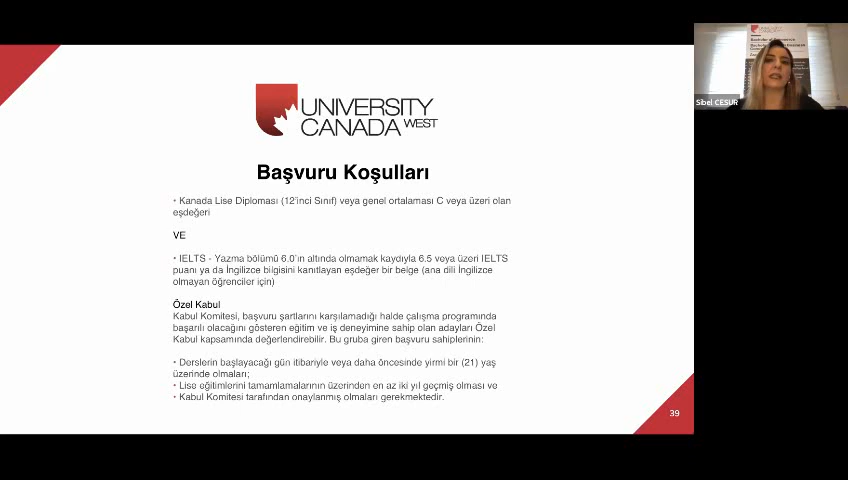 UNIVERSITY
CANADA WEST
Başvuru Koşulları
• Kanada Lise Diploması (12'inci Sınıf) veya genel ortalaması C veya üzeri olan
eşdeğeri
VE
• IELTS - Yazma bölümü 6.0'ın altında olmamak kaydıyla 6.5 veya üzeri IELTS
puanı ya da İngilizce bilgisini kanıtlayan eşdeğer bir belge (ana dili İngilizce
olmayan öğrenciler için)
Özel Kabul
Kabul Komitesi, başvuru şartlarını karşılamadığı halde çalışma programında
başarılı olacağını gösteren eğitim ve iş deneyimine sahip olan adayları Özel
Kabul kapsamında değerlendirebilir. Bu gruba giren başvuru sahiplerinin:
• Derslerin başlayacağı gün itibariyle veya daha öncesinde yirmi bir (21) yaş
üzerinde olmaları;
• Lise eğitimlerini tamamlamalarının üzerinden en az iki yıl geçmiş olması ve
• Kabul Komitesi tarafından onaylanmış olmaları gerekmektedir.
39
Sibel CESUR